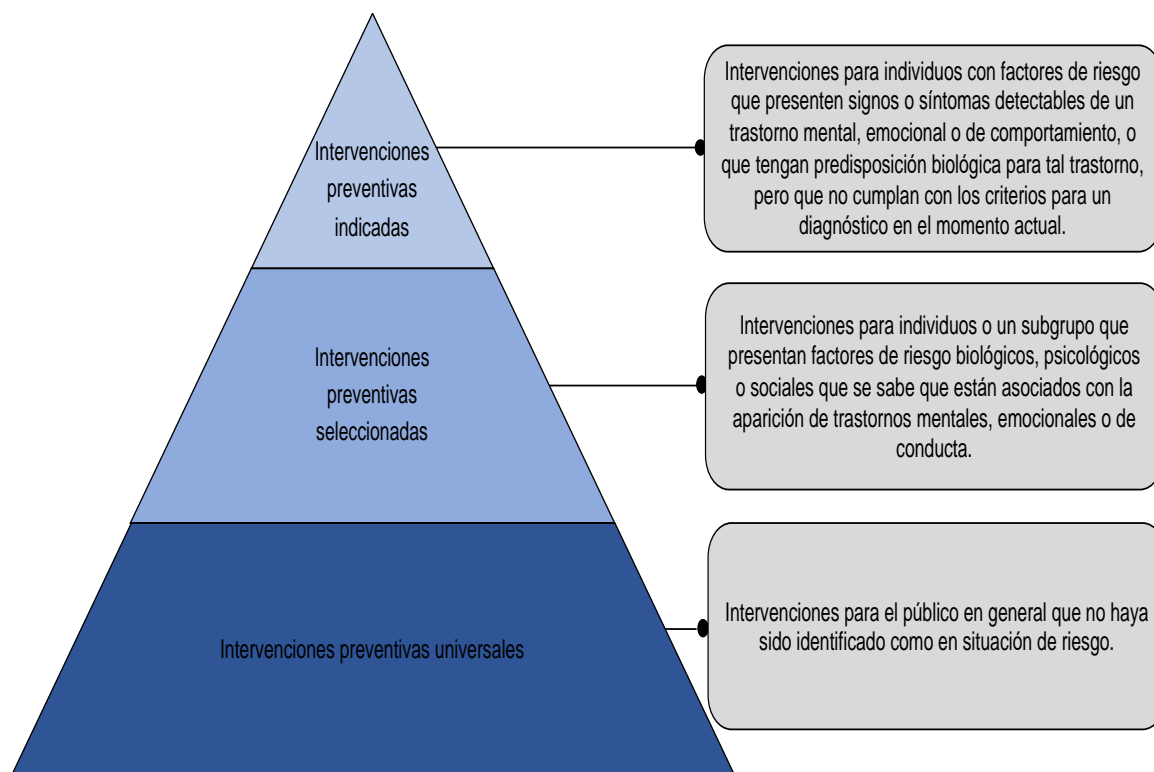 Intervenciones
preventivas
indicadas
Intervenciones para individuos con factores de riesgo
que presenten signos o síntomas detectables de un
trastorno mental, emocional o de comportamiento, o
que tengan predisposición biológica para tal trastorno,
pero que no cumplan con los criterios para un
diagnóstico en el momento actual.
Intervenciones
preventivas
seleccionadas
Intervenciones para individuos o un subgrupo que
presentan factores de riesgo biológicos, psicológicos
o sociales que se sabe que están asociados con la
aparición de trastornos mentales, emocionales o de
conducta.
Intervenciones preventivas universales
Intervenciones para el público en general que no haya
sido identificado como en situación de riesgo.